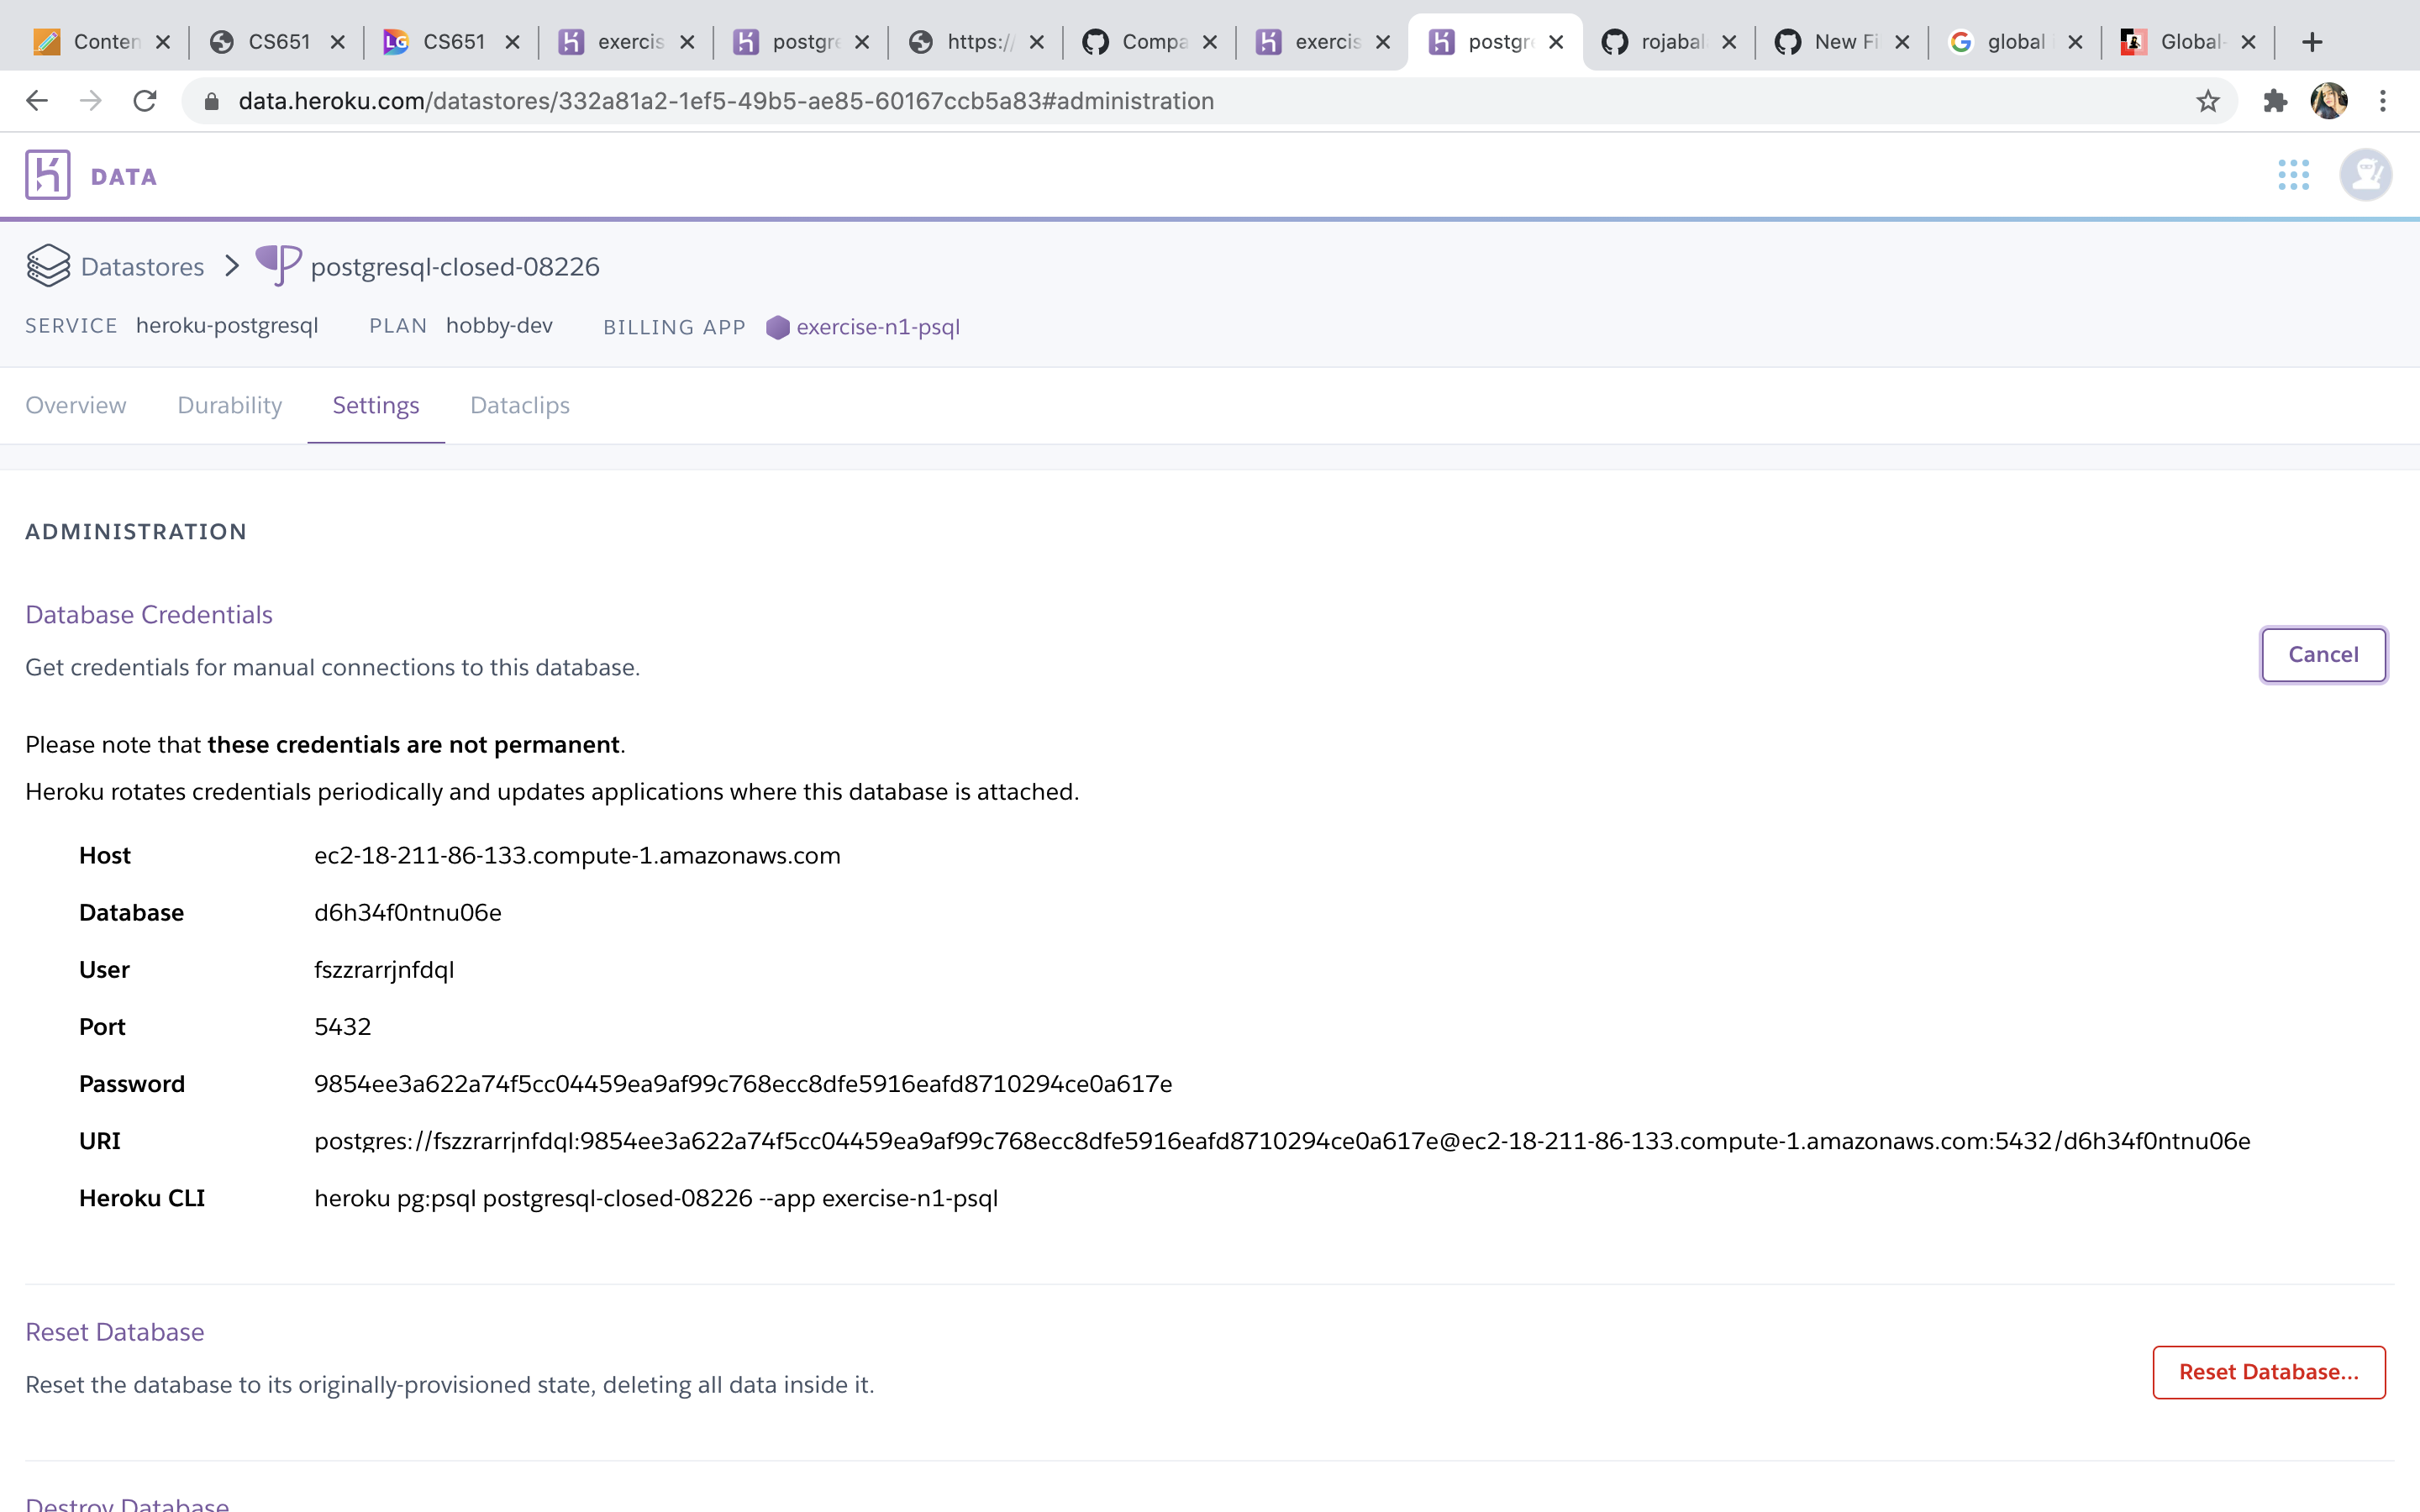 Conten CS651 CS651 exercis postgre https:// Compa exercis postgre rojabal New Fi global Global-
data.heroku.com/datastores/332a81a2-1ef5-49b5-ae85-60167ccb5a83#administration
DATA
Datastores > postgresql-closed-08226
SERVICE heroku-postgresql PLAN hobby-dev BILLING APP exercise-n1-psql
Overview Durability Settings Dataclips
ADMINISTRATION
Database Credentials
Cancel
Get credentials for manual connections to this database.
Please note that these credentials are not permanent.
Heroku rotates credentials periodically and updates applications where this database is attached.
Host ec2-18-211-86-133.compute-1.amazonaws.com
Database d6h34f0ntnu06e
User fszzrarrjnfdql
Port 5432
Password 9854ee3a622a74f5cc04459ea9af99c768ecc8dfe5916eafd8710294ce0a617e
URI postgres://fszzrarrjnfdql:9854ee3a622a74f5cc04459ea9af99c768ecc8dfe5916eafd8710294ce0a617e@ec2-18-211-86-133.compute-1.amazonaws.com:5432/d6h34f0ntnu06e
Heroku CLI heroku pg:psql postgresql-closed-08226 --app exercise-n1-psql
Reset Database
Reset Database...
Reset the database to its originally-provisioned state, deleting all data inside it.
Destroy Database